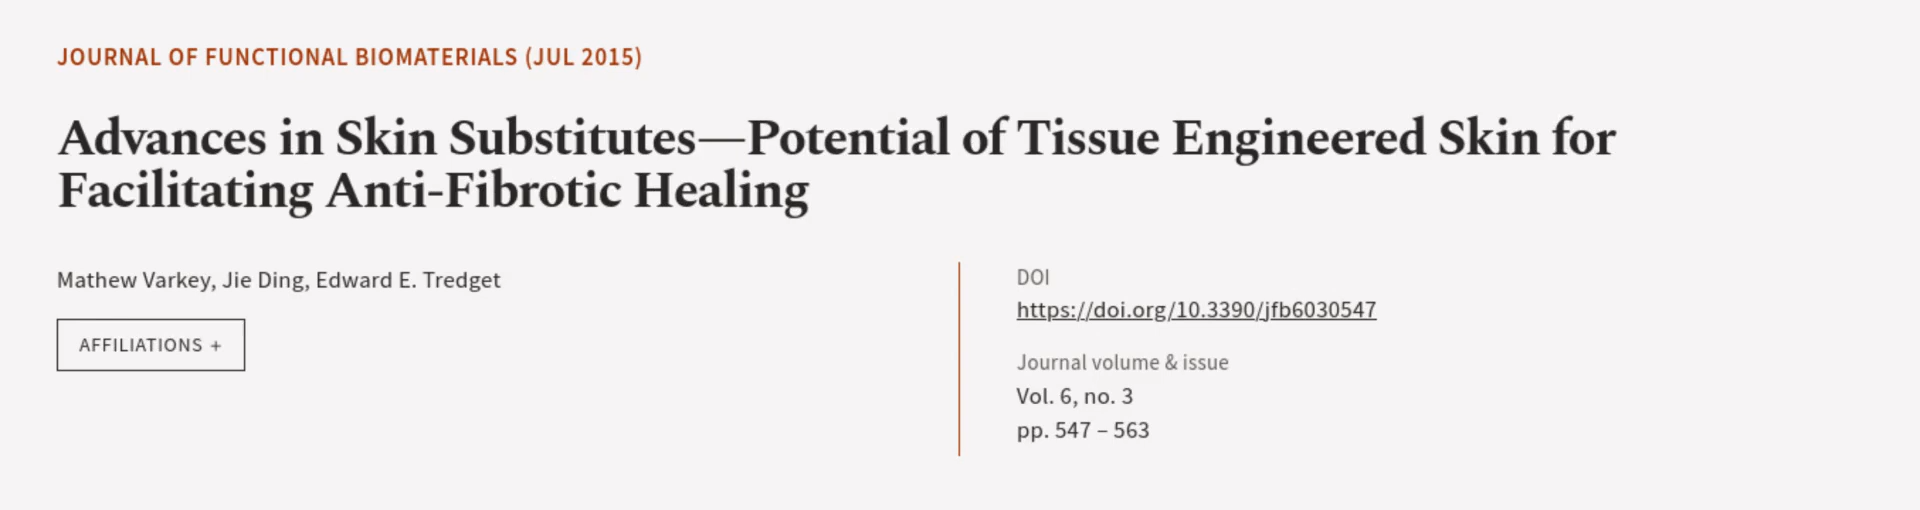 JOURNAL OF FUNCTIONAL BIOMATERIALS (JUL 2015)
Advances in Skin Substitutes—Potential of Tissue Engineered Skin for
Facilitating Anti-Fibrotic Healing
Mathew Varkey, Jie Ding, Edward E. Tredget
AFFILIATIONS +
DOI
https://doi.org/10.3390/jfb6030547
Journal volume & issue
Vol. 6, no. 3
pp. 547 – 563